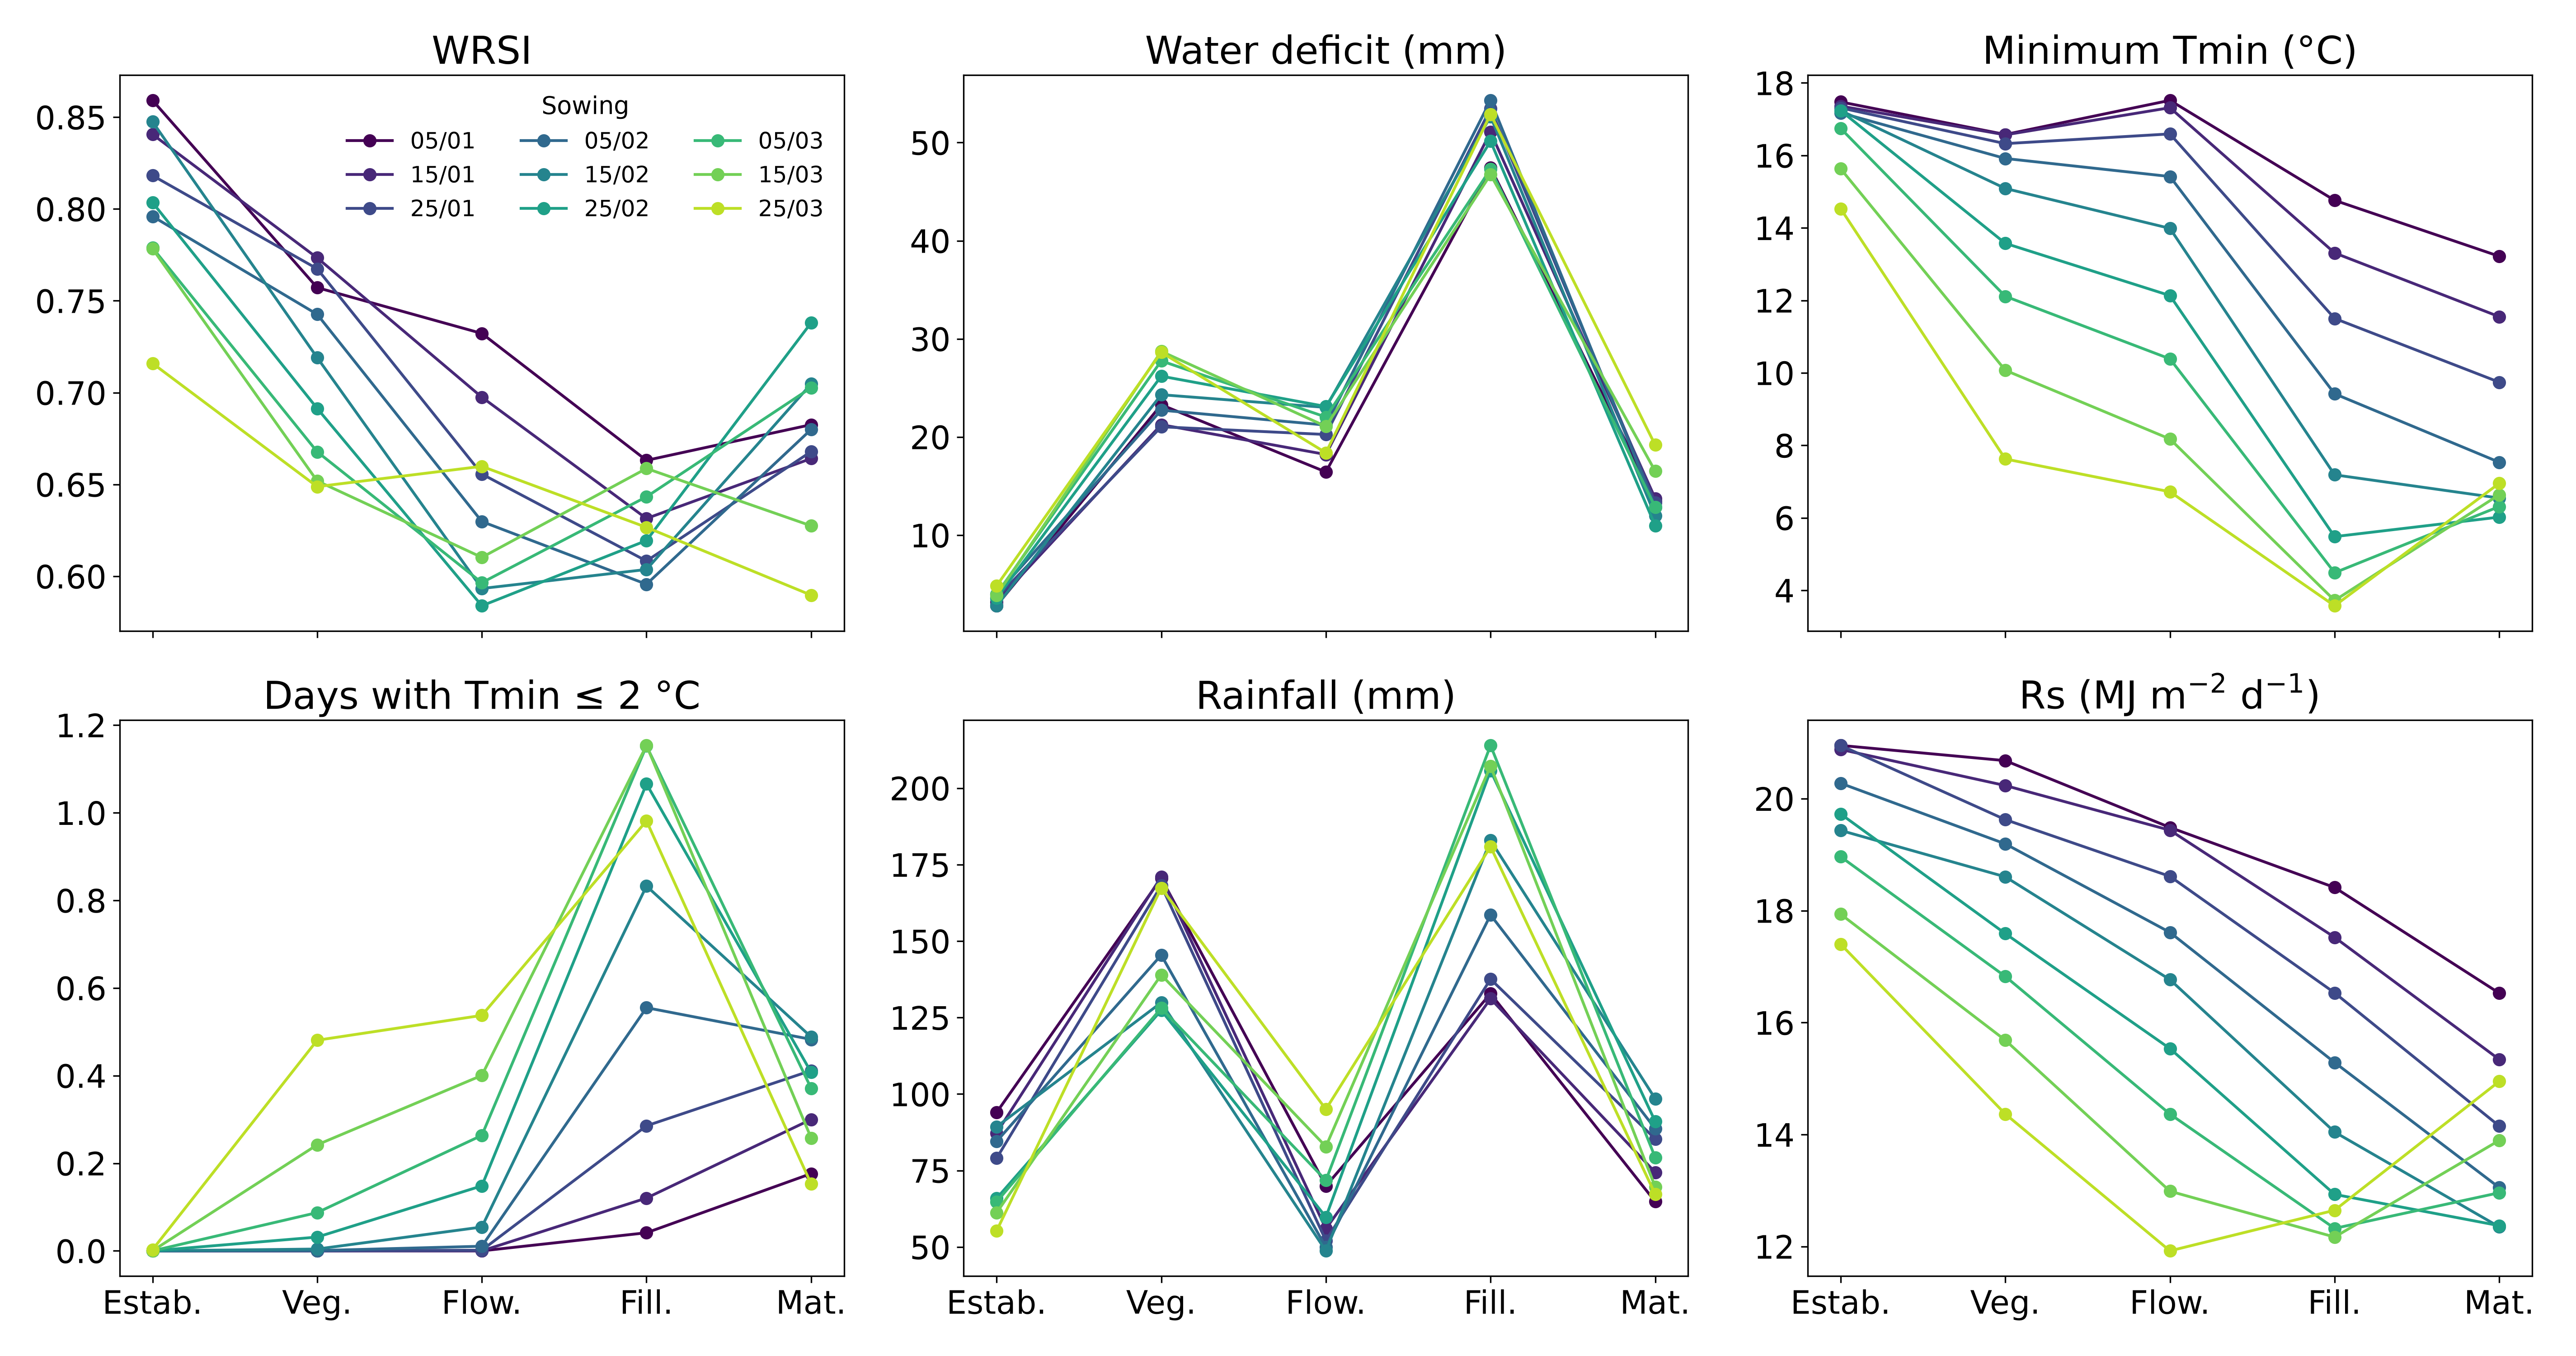 WRSI
Water deficit (mm)
Minimum Tmin (°C)
0.85
0.80
0.75
0.70
0.65
0.60
Sowing
05/01 05/02 05/03
15/01 15/02 15/03
25/01 25/02 25/03
50
40
30
20
10
18
16
14
12
10
8
6
4
Days with Tmin ≤ 2 °C
Rainfall (mm)
Rs (MJ m⁻² d⁻¹)
1.2
1.0
0.8
0.6
0.4
0.2
0.0
Estab. Veg. Flow. Fill. Mat.
200
175
150
125
100
75
50
Estab. Veg. Flow. Fill. Mat.
20
18
16
14
12
Estab. Veg. Flow. Fill. Mat.